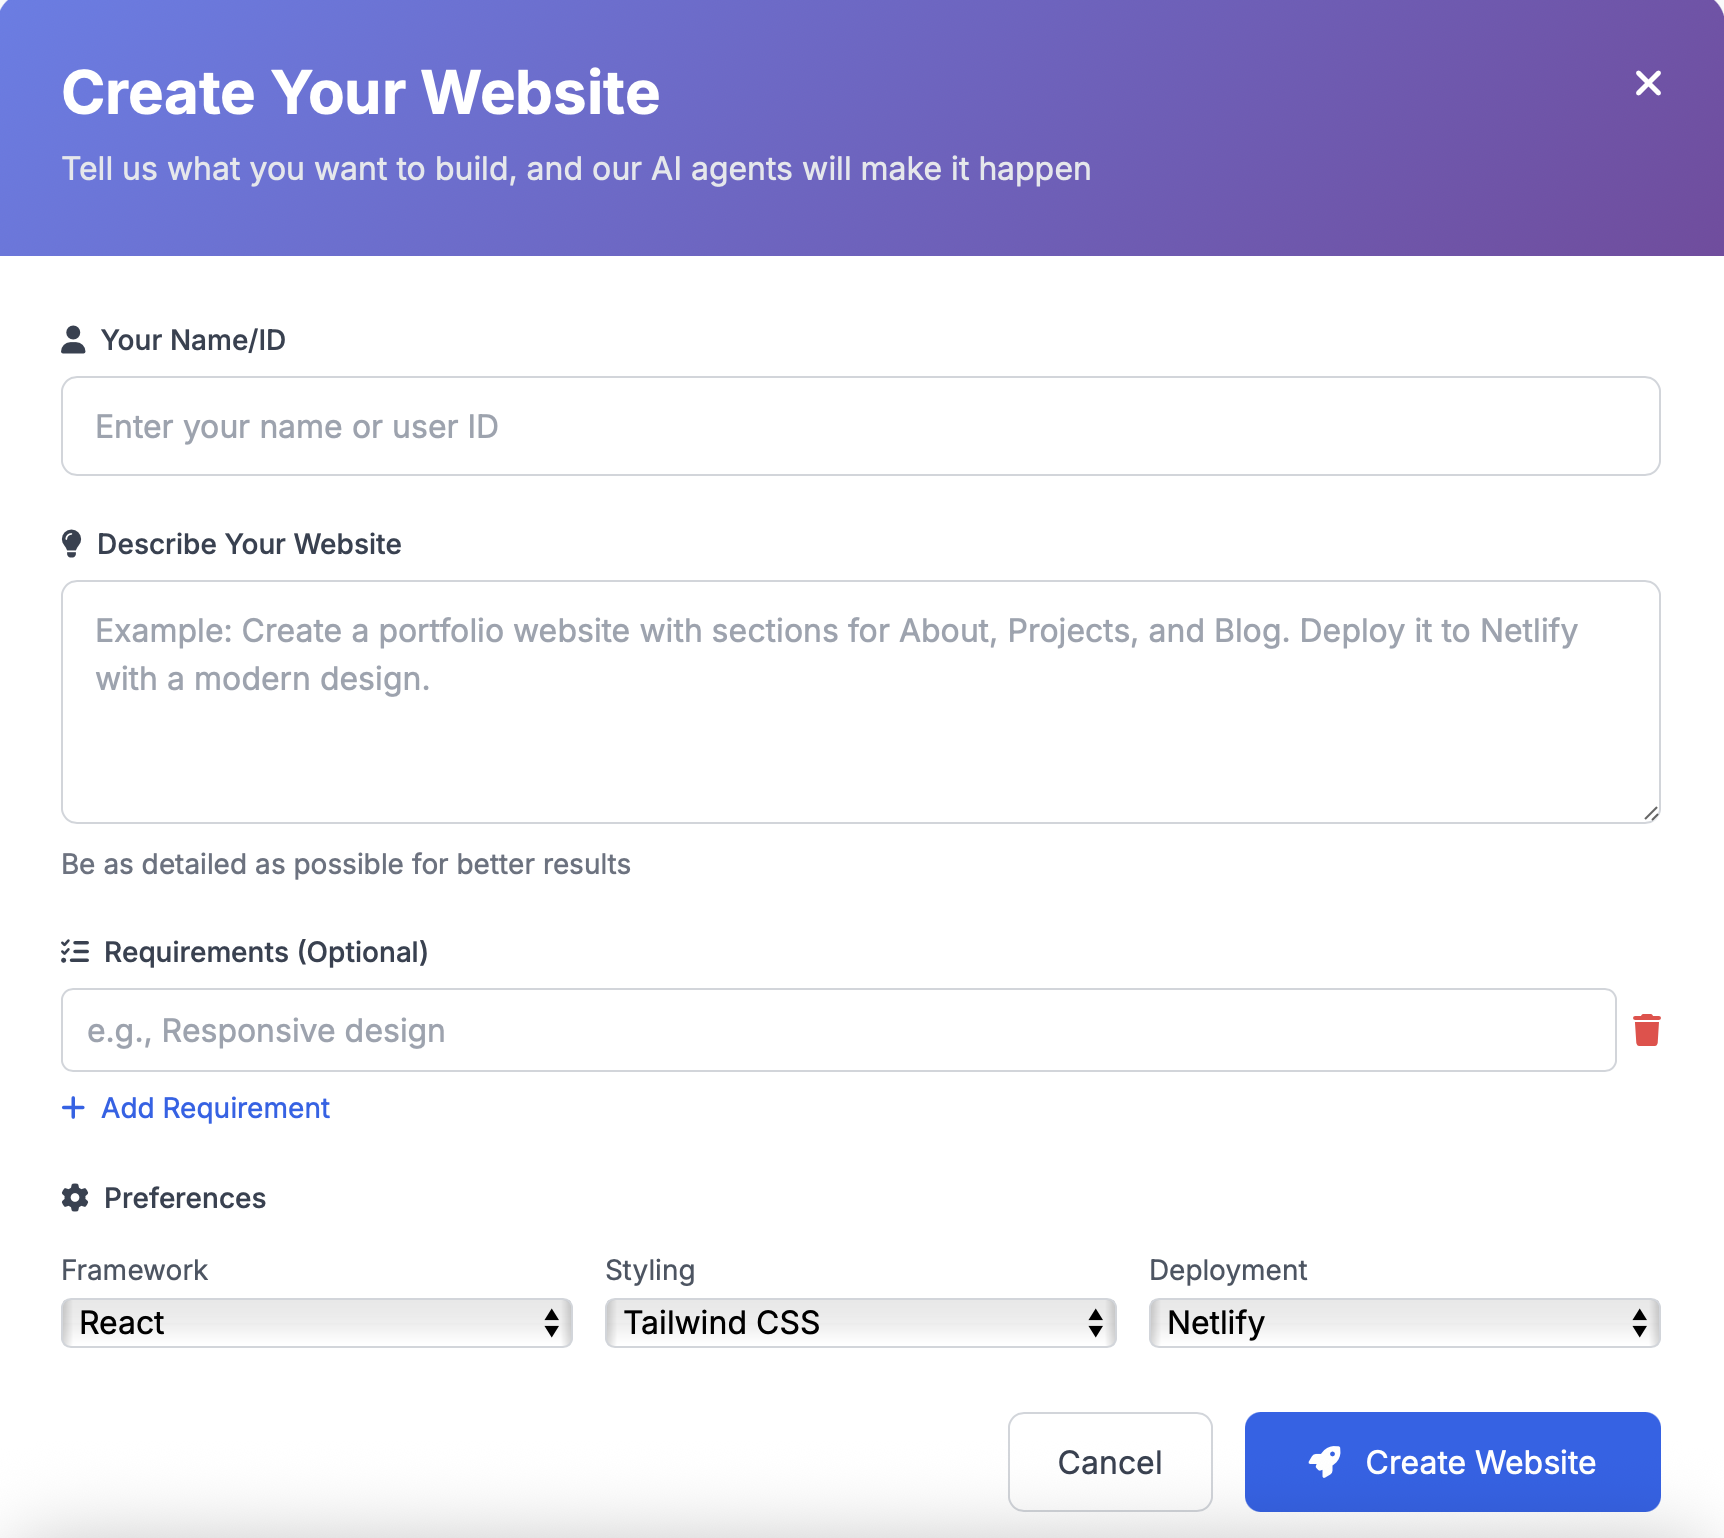 Create Your Website
Tell us what you want to build, and our AI agents will make it happen
Your Name/ID
Enter your name or user ID
Describe Your Website
Example: Create a portfolio website with sections for About, Projects, and Blog. Deploy it to Netlify
with a modern design.
Be as detailed as possible for better results
Requirements (Optional)
e.g., Responsive design
Add Requirement
Preferences
Framework
Styling
Deployment
React
Tailwind CSS
Netlify
Cancel
Create Website